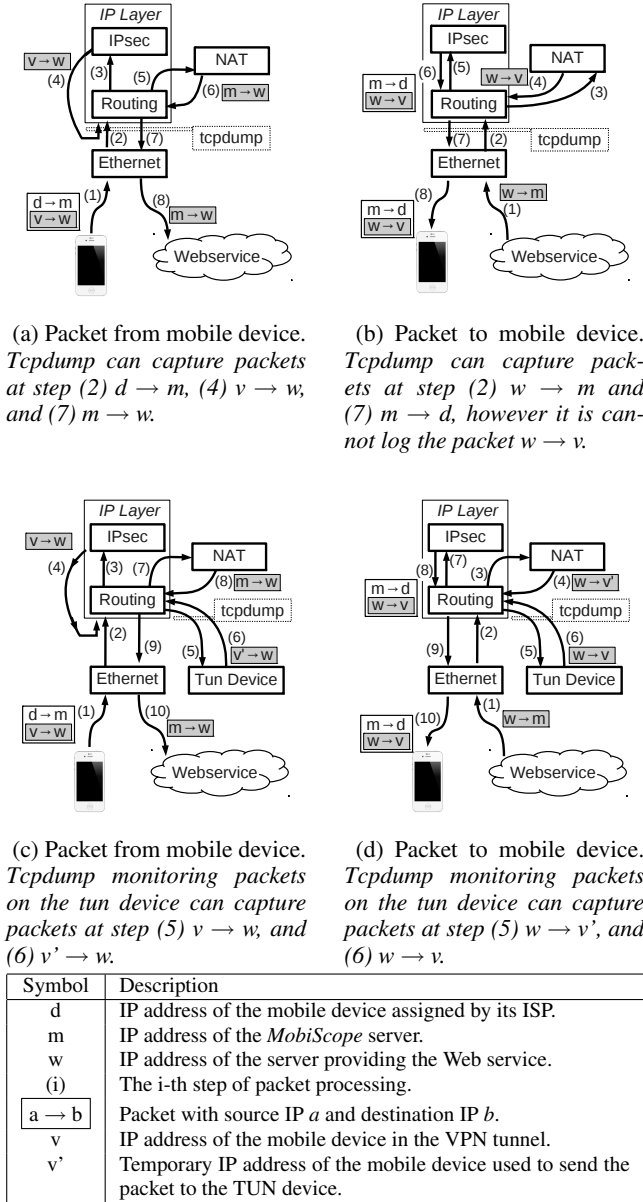 IP Layer
IPsec
v→w
(4)
(3)
(5)
NAT
(6)
m→w
Routing
(2)
(7)
tcpdump
Ethernet
(1)
d→m
v→w
(8)
m→w
Webservice
IP Layer
IPsec
(6)
(5)
NAT
m→d
w→v
w→v
(4)
(3)
Routing
(7)
(2)
tcpdump
Ethernet
(8)
m→d
w→v
w→m
(1)
Webservice
(a) Packet from mobile device.
Tcpdump can capture packets
at step (2) d → m, (4) v → w,
and (7) m → w.
(b) Packet to mobile device.
Tcpdump can capture pack-
ets at step (2) w → m and
(7) m → d, however it is can-
not log the packet w → v.
IP Layer
IPsec
v→w
(4)
(3)
(7)
NAT
(8)
m→w
Routing
tcpdump
(2)
(9)
(5)
(6)
v'→w
Ethernet
Tun Device
(1)
d→m
v→w
(10)
m→w
Webservice
IP Layer
IPsec
(8)
(7)
(3)
NAT
(4)
w→v'
m→d
w→v
Routing
tcpdump
(9)
(2)
(5)
(6)
w→v
Ethernet
Tun Device
(10)
m→d
w→v
(1)
w→m
Webservice
(c) Packet from mobile device.
Tcpdump monitoring packets
on the tun device can capture
packets at step (5) v → w, and
(6) v’ → w.
(d) Packet to mobile device.
Tcpdump monitoring packets
on the tun device can capture
packets at step (5) w → v’, and
(6) w → v.
Symbol Description
d IP address of the mobile device assigned by its ISP.
m IP address of the MobiScope server.
w IP address of the server providing the Web service.
(i) The i-th step of packet processing.
a → b Packet with source IP a and destination IP b.
v IP address of the mobile device in the VPN tunnel.
v’ Temporary IP address of the mobile device used to send the
packet to the TUN device.